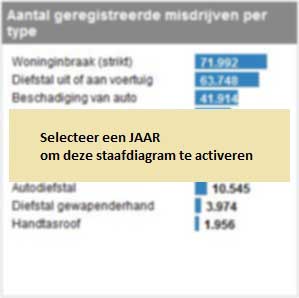 Aantal geregistreerde misdrijven per
type
Woninginbraak (strikt) 71.992
Diefstal uit of aan voertuig 63.748
Beschadiging van auto 41.914
Selecteer een JAAR
om deze staafdiagram te activeren
Autodiefstal 10.545
Diefstal gewapenderhand 3.974
Handtasroof 1.956